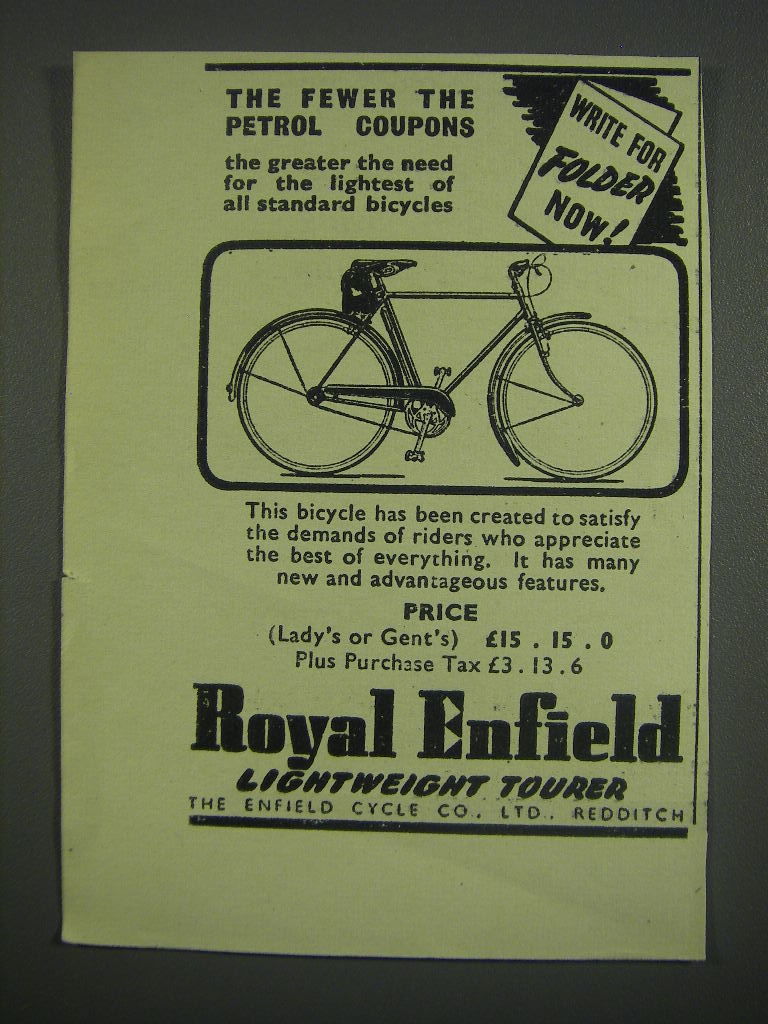 THE FEWER THE
PETROL COUPONS
the greater the need
for the lightest of
all standard bicycles
WRITE FOR
FOLDER
NOW!
This bicycle has been created to satisfy
the demands of riders who appreciate
the best of everything. It has many
new and advantageous features.
PRICE
(Lady's or Gent's) £15 . 15 . 0
Plus Purchase Tax £3 . 13 . 6
Royal Enfield
LIGHTWEIGHT TOURER
THE ENFIELD CYCLE CO., LTD., REDDITCH